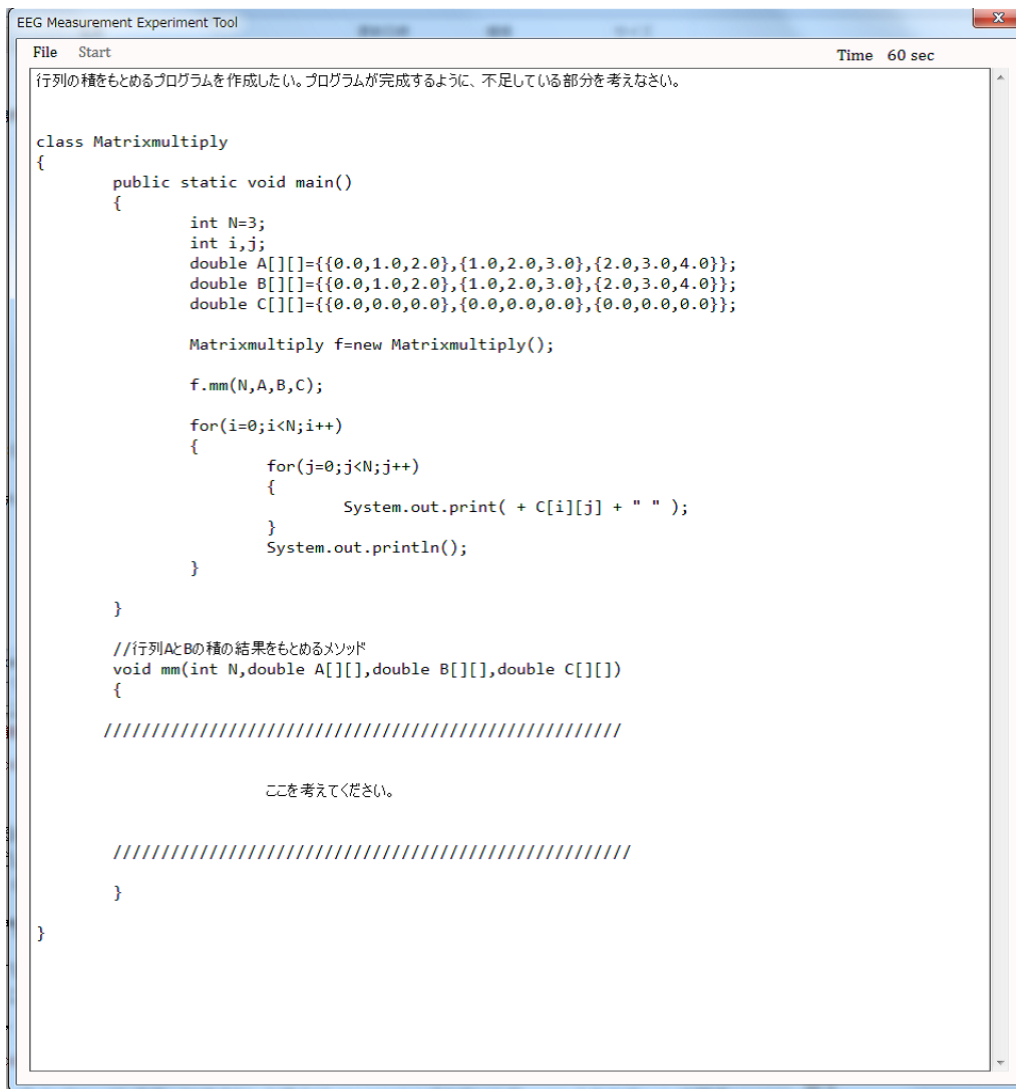 EEG Measurement Experiment Tool
File Start Time 60 sec
行列の積をもとめるプログラムを作成したい。プログラムが完成するように、不足している部分を考えなさい。
class Matrixmultiply
{
public static void main()
{
int N=3;
int i,j;
double A[][]={{0.0,1.0,2.0},{1.0,2.0,3.0},{2.0,3.0,4.0}};
double B[][]={{0.0,1.0,2.0},{1.0,2.0,3.0},{2.0,3.0,4.0}};
double C[][]={{0.0,0.0,0.0},{0.0,0.0,0.0},{0.0,0.0,0.0}};
Matrixmultiply f=new Matrixmultiply();
f.mm(N,A,B,C);
for(i=0;i<N;i++)
{
for(j=0;j<N;j++)
{
System.out.print( + C[i][j] + " " );
}
System.out.println();
}
}
//行列AとBの積の結果をもとめるメソッド
void mm(int N,double A[][],double B[][],double C[][])
{
//////////////////////////////////////////////////////
ここを考えてください。
//////////////////////////////////////////////////////
}
}